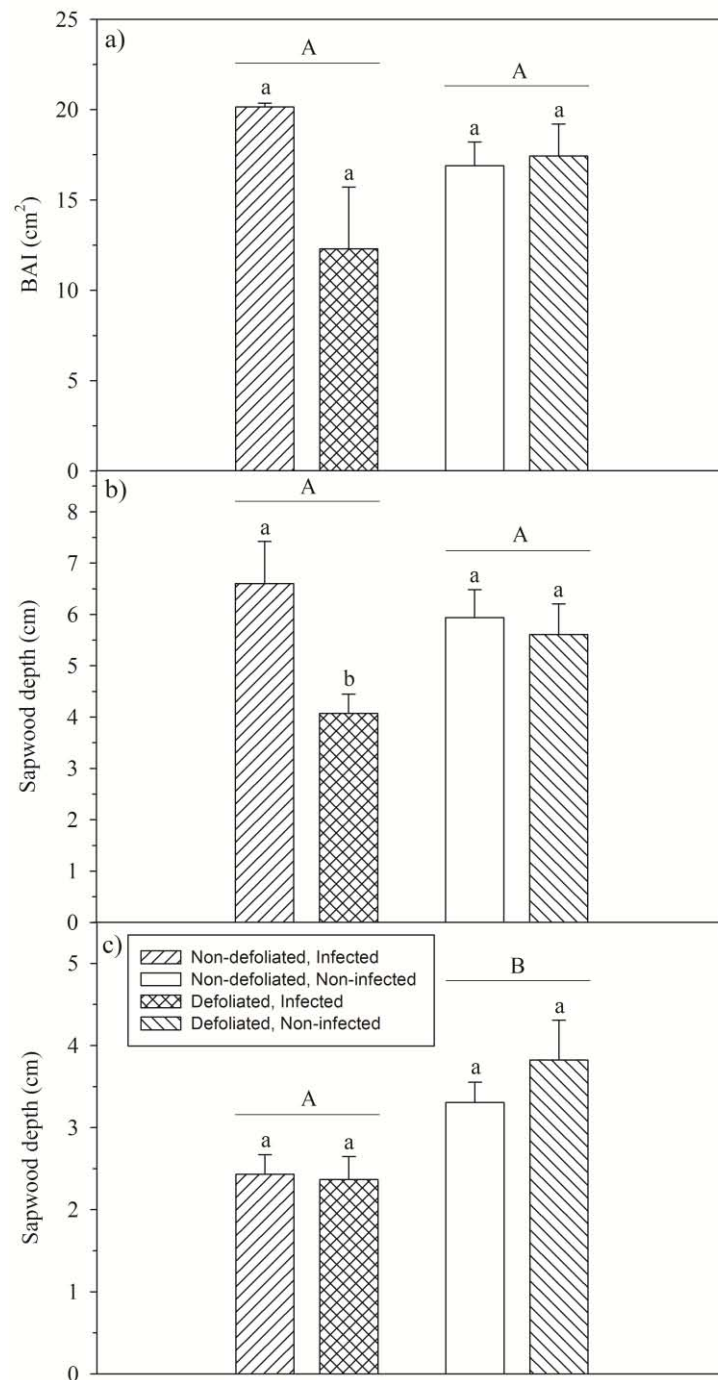 a)
25
20
15
10
5
0
BAI (cm²)
A
a
a
A
a
a
b)
8
7
6
5
4
3
2
1
0
Sapwood depth (cm)
A
a
b
A
a
a
c)
5
4
3
2
1
0
Sapwood depth (cm)
Non-defoliated, Infected
Non-defoliated, Non-infected
Defoliated, Infected
Defoliated, Non-infected
A
a
a
B
a
a